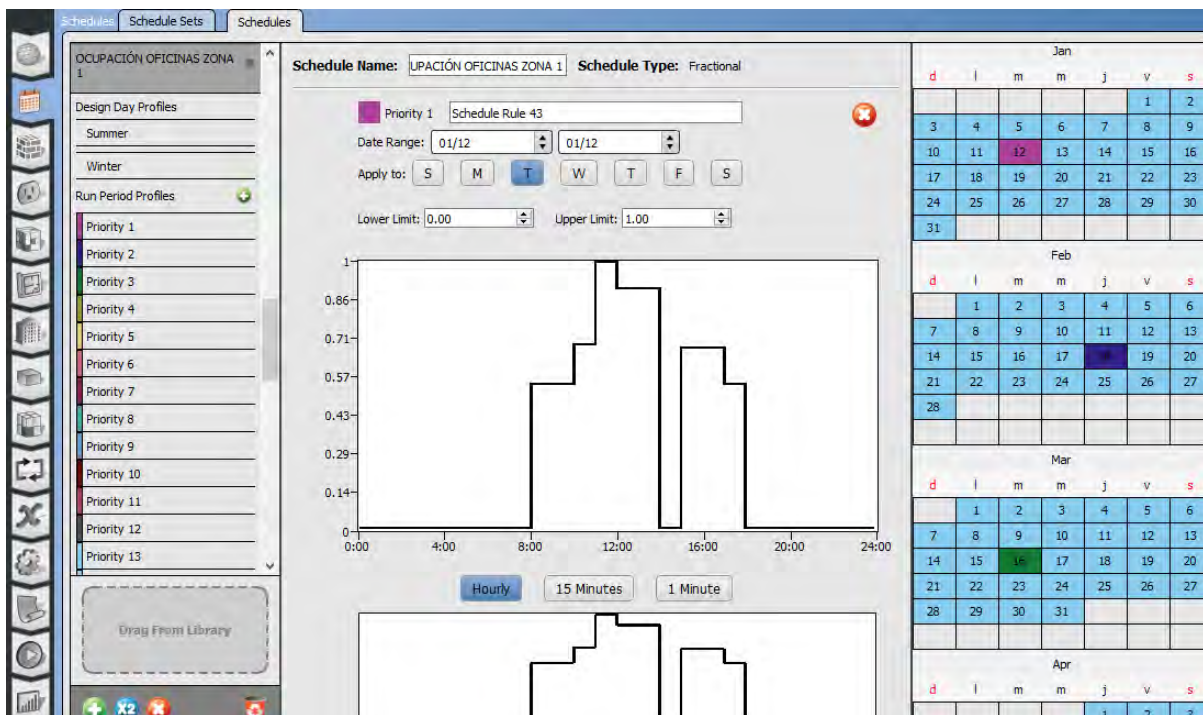 Schedules Schedule Sets Schedules
OCUPACIÓN OFICINAS ZONA
1
Design Day Profiles
Summer
Winter
Run Period Profiles
Priority 1
Priority 2
Priority 3
Priority 4
Priority 5
Priority 6
Priority 7
Priority 8
Priority 9
Priority 10
Priority 11
Priority 12
Priority 13
Drag From Library
X2
Schedule Name: UPACIÓN OFICINAS ZONA 1 Schedule Type: Fractional
Priority 1 Schedule Rule 43
Date Range: 01/12 01/12
Apply to: S M T W T F S
Lower Limit: 0.00 Upper Limit: 1.00
1
0.86
0.71
0.57
0.43
0.29
0.14
0
0:00 4:00 8:00 12:00 16:00 20:00 24:00
Hourly 15 Minutes 1 Minute
Jan
d l m m j v s
1 2
3 4 5 6 7 8 9
10 11 12 13 14 15 16
17 18 19 20 21 22 23
24 25 26 27 28 29 30
31
Feb
d l m m j v s
1 2 3 4 5 6
7 8 9 10 11 12 13
14 15 16 17 18 19 20
21 22 23 24 25 26 27
28
Mar
d l m m j v s
1 2 3 4 5 6
7 8 9 10 11 12 13
14 15 16 17 18 19 20
21 22 23 24 25 26 27
28 29 30 31
Apr
d l m m j v s
1 2 3